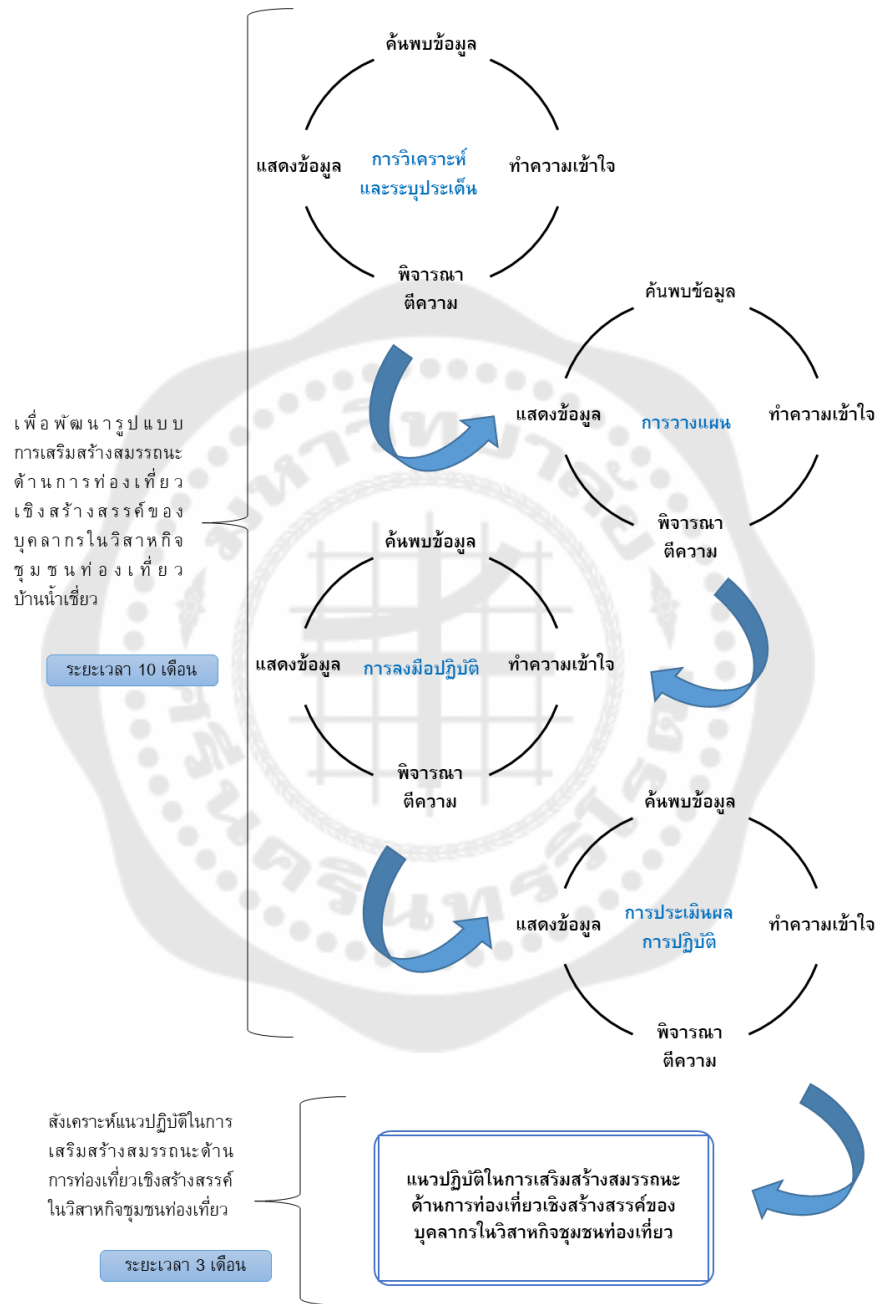 ค้นพบข้อมูล
แสดงข้อมูล
การวิเคราะห์
และระบุประเด็น
ทำความเข้าใจ
พิจารณา
ตีความ
ค้นพบข้อมูล
แสดงข้อมูล
การวางแผน
ทำความเข้าใจ
พิจารณา
ตีความ
เพื่อพัฒนารูปแบบ
การเสริมสร้างสมรรถนะ
ด้านการท่องเที่ยว
เชิงสร้างสรรค์ของ
บุคลากรในวิสาหกิจ
ชุมชนท่องเที่ยว
บ้านน้ำเชี่ยว
ระยะเวลา 10 เดือน
ค้นพบข้อมูล
แสดงข้อมูล
การลงมือปฏิบัติ
ทำความเข้าใจ
พิจารณา
ตีความ
ค้นพบข้อมูล
แสดงข้อมูล
การประเมินผล
การปฏิบัติ
ทำความเข้าใจ
พิจารณา
ตีความ
สังเคราะห์แนวปฏิบัติในการ
เสริมสร้างสมรรถนะด้าน
การท่องเที่ยวเชิงสร้างสรรค์
ในวิสาหกิจชุมชนท่องเที่ยว
ระยะเวลา 3 เดือน
แนวปฏิบัติในการเสริมสร้างสมรรถนะ
ด้านการท่องเที่ยวเชิงสร้างสรรค์ของ
บุคลากรในวิสาหกิจชุมชนท่องเที่ยว
มหาวิทยาลัย
ศรีนครินทรวิโรฒ